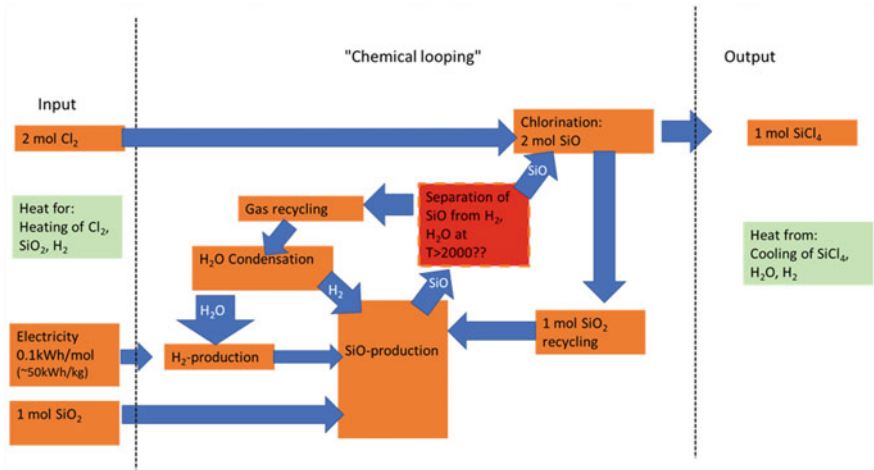 "Chemical looping"
Output
Input
2 mol Cl₂
Chlorination:
2 mol SiO
1 mol SiCl₄
SiO
Heat for:
Heating of Cl₂,
SiO₂, H₂
Gas recycling
Separation of
SiO from H₂,
H₂O at
T>2000??
Heat from:
Cooling of SiCl₄,
H₂O, H₂
H₂O Condensation
H₂
SiO
H₂O
Electricity
0.1kWh/mol
(~50kWh/kg)
H₂-production
SiO-production
1 mol SiO₂
recycling
1 mol SiO₂